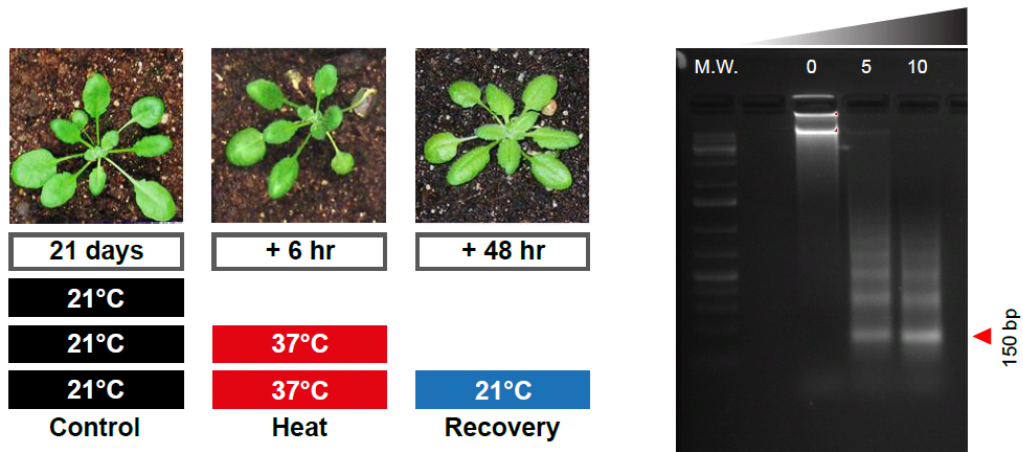 21 days
+ 6 hr
+ 48 hr
21°C
21°C
37°C
21°C
37°C
21°C
Control
Heat
Recovery
M.W.
0
5
10
150 bp